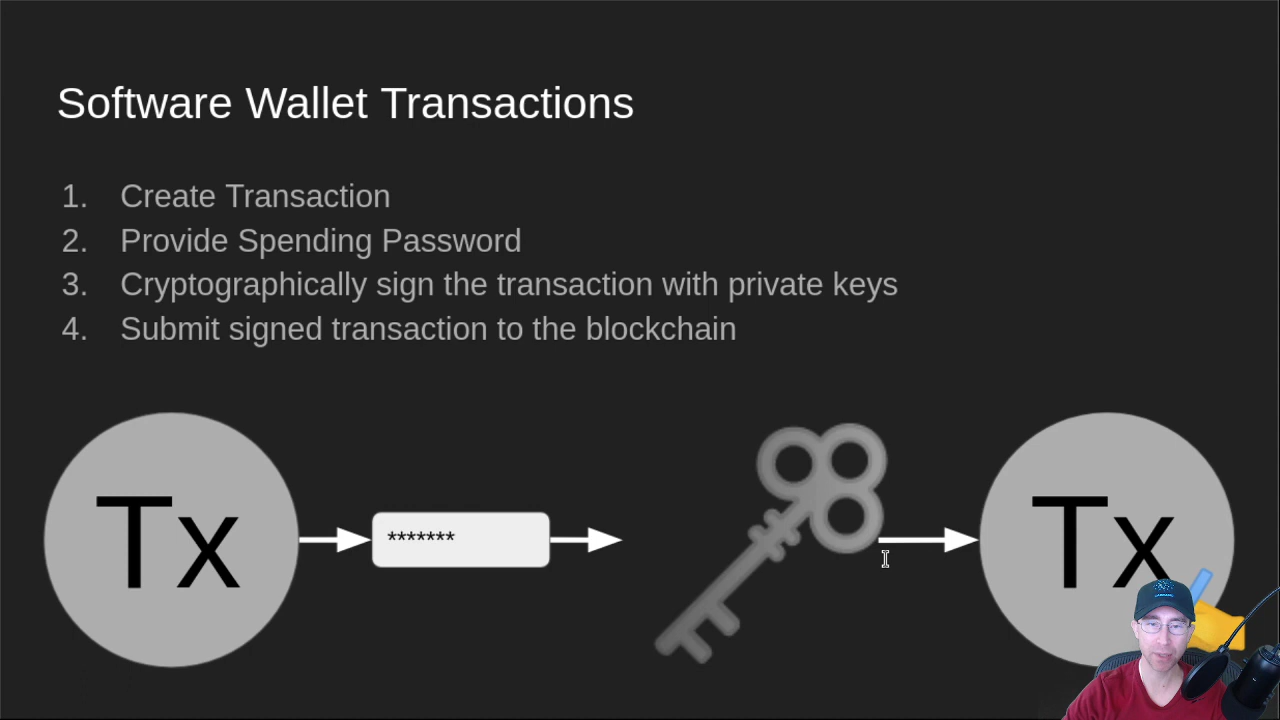 Software Wallet Transactions
1. Create Transaction
2. Provide Spending Password
3. Cryptographically sign the transaction with private keys
4. Submit signed transaction to the blockchain
Tx
*******
Tx